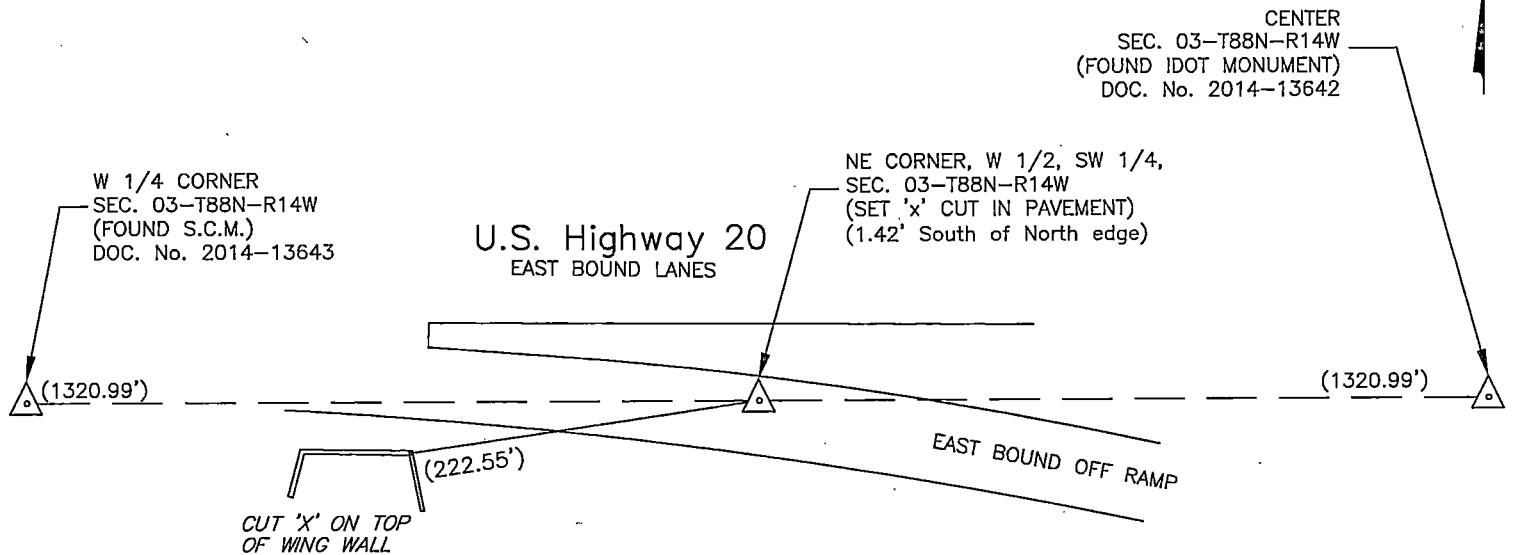 CENTER
SEC. 03-T88N-R14W
(FOUND IDOT MONUMENT)
DOC. No. 2014-13642
W 1/4 CORNER
SEC. 03-T88N-R14W
(FOUND S.C.M.)
DOC. No. 2014-13643
NE CORNER, W 1/2, SW 1/4,
SEC. 03-T88N-R14W
(SET 'x' CUT IN PAVEMENT)
(1.42' South of North edge)
U.S. Highway 20
EAST BOUND LANES
(1320.99')
(1320.99')
(222.55')
EAST BOUND OFF RAMP
CUT 'X' ON TOP
OF WING WALL